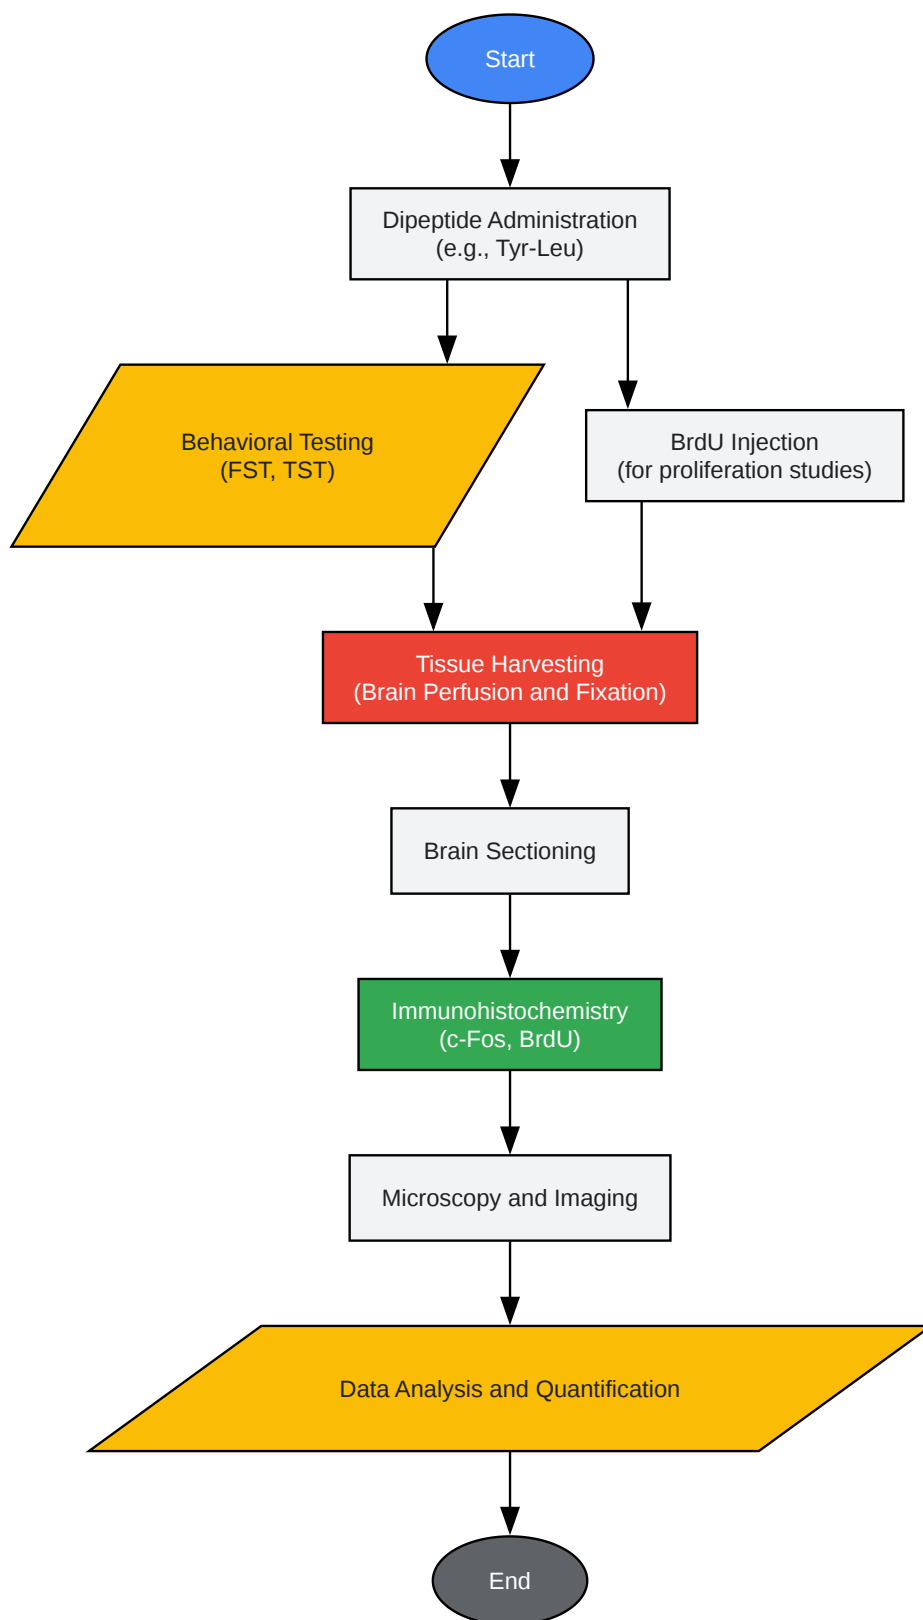 Start
Dipeptide Administration
(e.g., Tyr-Leu)
Behavioral Testing
(FST, TST)
BrdU Injection
(for proliferation studies)
Tissue Harvesting
(Brain Perfusion and Fixation)
Brain Sectioning
Immunohistochemistry
(c-Fos, BrdU)
Microscopy and Imaging
Data Analysis and Quantification
End